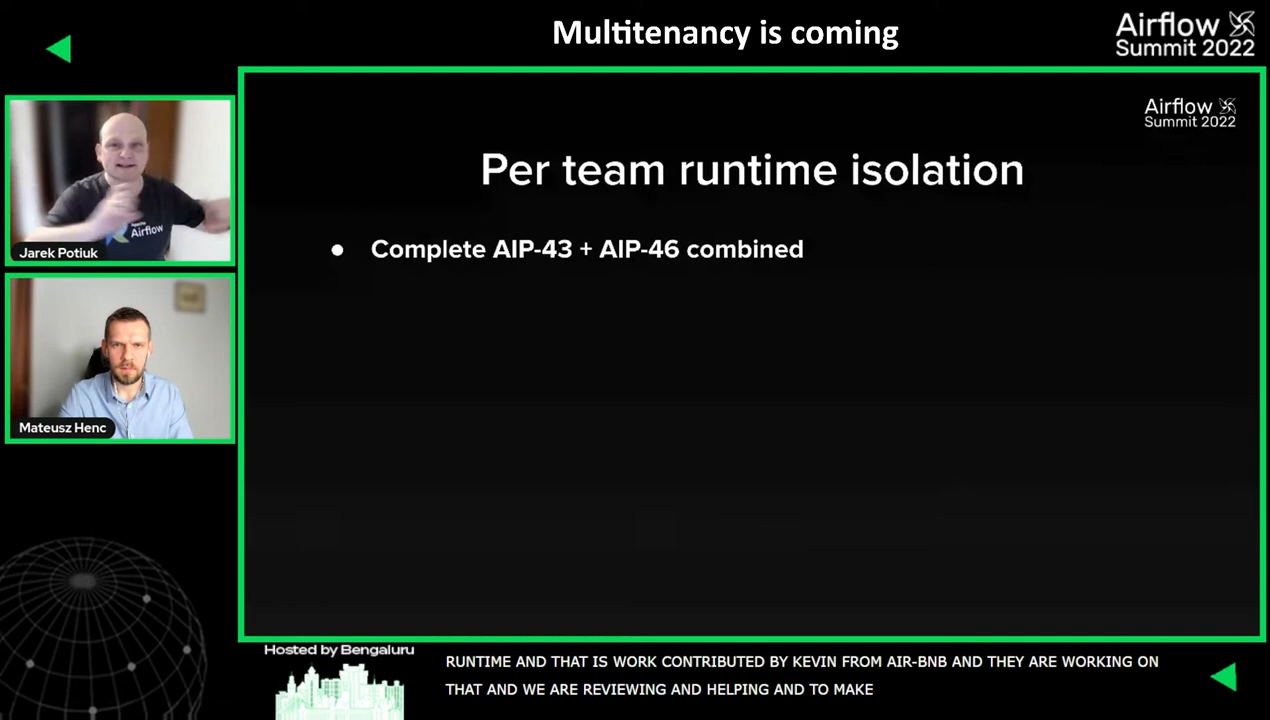 Multitenancy is coming
Airflow
Summit 2022
Airflow
Summit 2022
Per team runtime isolation
● Complete AIP-43 + AIP-46 combined
Apache
Airflow
Jarek Potiuk
Mateusz Henc
Hosted by Bengaluru
RUNTIME AND THAT IS WORK CONTRIBUTED BY KEVIN FROM AIR-BNB AND THEY ARE WORKING ON
THAT AND WE ARE REVIEWING AND HELPING AND TO MAKE